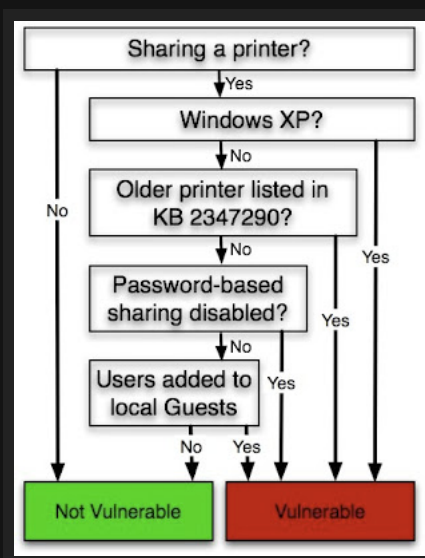 Sharing a printer?
Yes
Windows XP?
No
Older printer listed in
KB 2347290?
No
Yes
No
Password-based
sharing disabled?
Yes
No
Users added to
local Guests
Yes
No
Yes
Not Vulnerable
Vulnerable